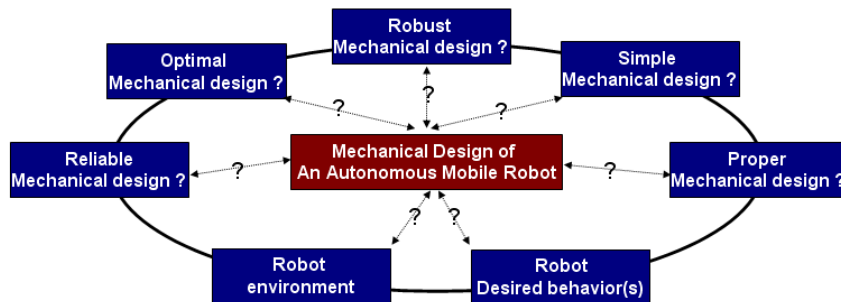 Robust
Mechanical design ?
Optimal
Mechanical design ?
Simple
Mechanical design ?
?
?
?
Reliable
Mechanical design ?
?
Mechanical Design of
An Autonomous Mobile Robot
?
Proper
Mechanical design ?
?
?
Robot
environment
Robot
Desired behavior(s)